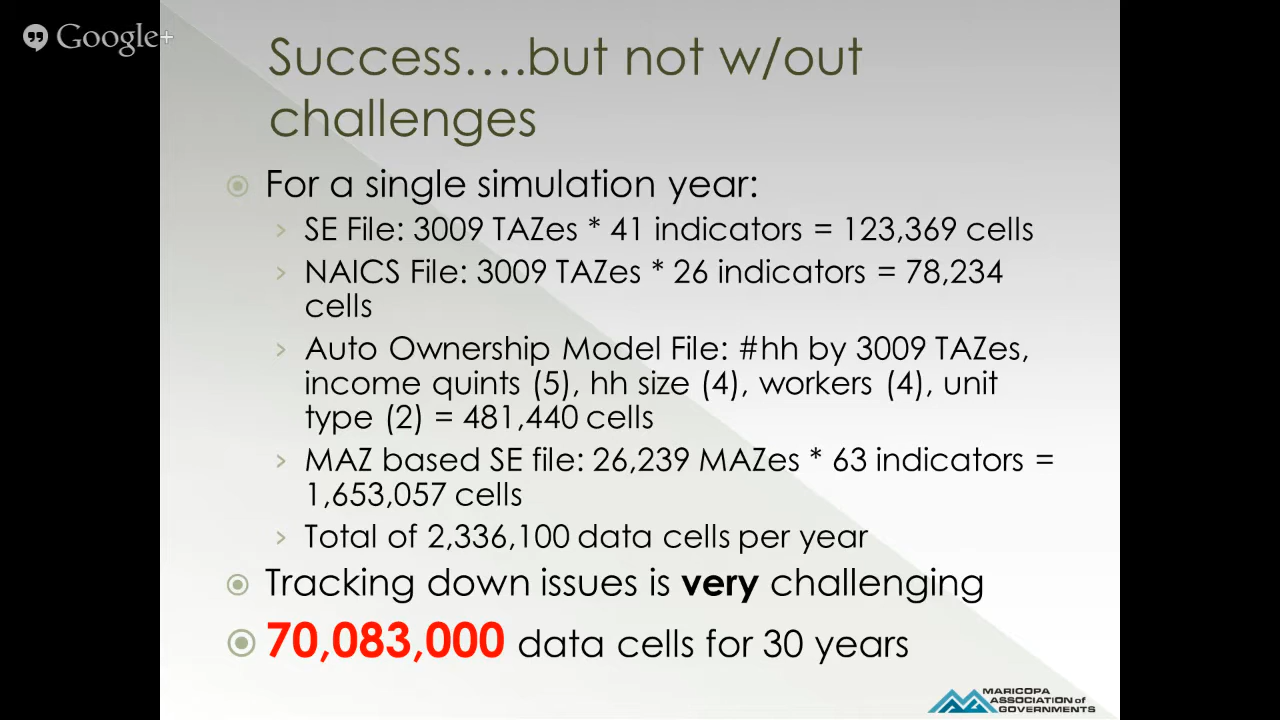 Google+
Success....but not w/out
challenges
For a single simulation year:
SE File: 3009 TAZes * 41 indicators = 123,369 cells
NAICS File: 3009 TAZes * 26 indicators = 78,234
cells
Auto Ownership Model File: #hh by 3009 TAZes,
income quints (5), hh size (4), workers (4), unit
type (2) = 481,440 cells
MAZ based SE file: 26,239 MAZes * 63 indicators =
1,653,057 cells
Total of 2,336,100 data cells per year
Tracking down issues is very challenging
70,083,000 data cells for 30 years
MARICOPA
ASSOCIATION of
GOVERNMENTS